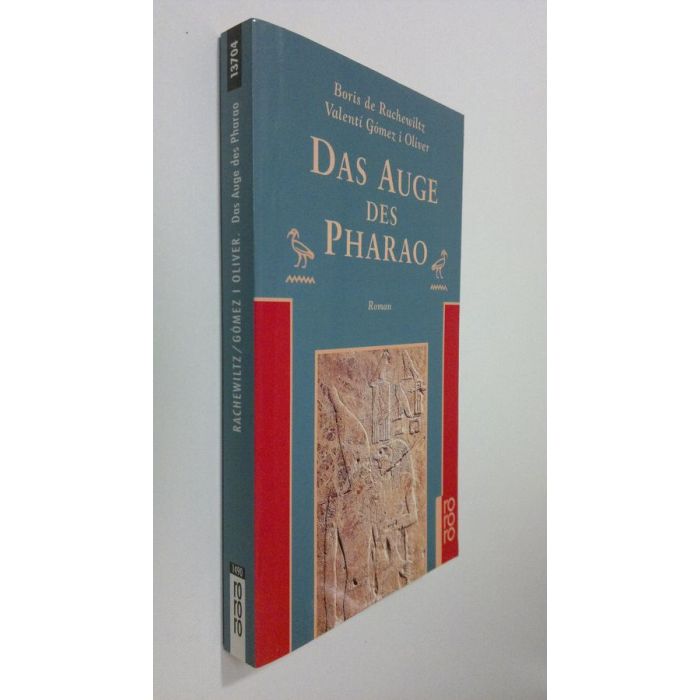 Boris de Rachewiltz
Valentí Gómez i Oliver
DAS AUGE
DES
PHARAO
Roman
RACHEWILTZ / GÓMEZ I OLIVER. Das Auge des Pharao
13704
1490
rororo
rororo